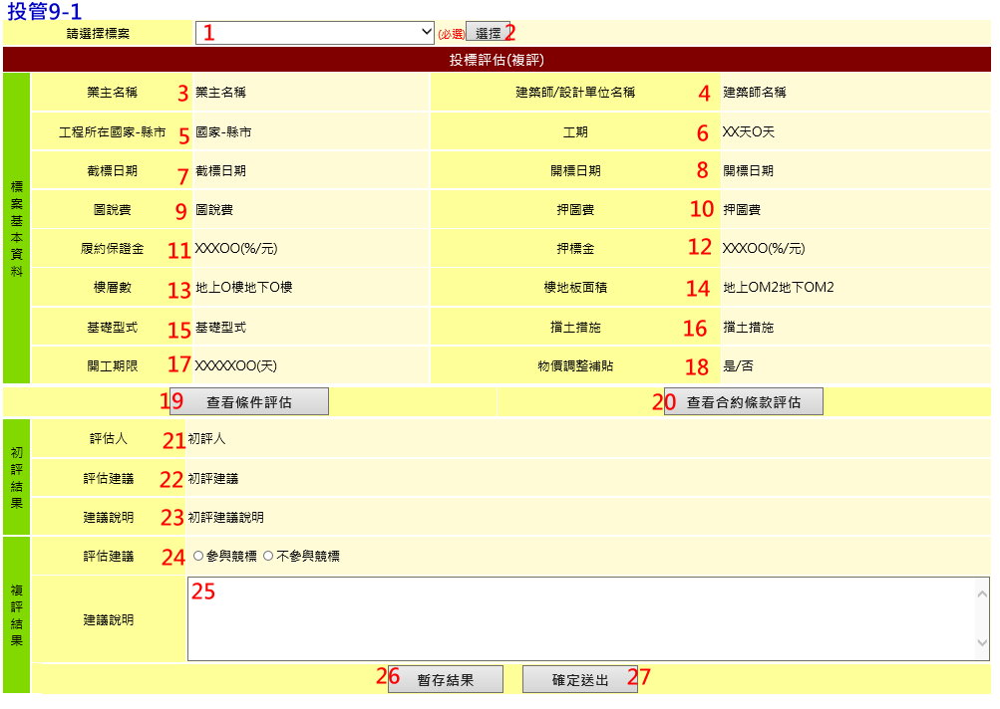 投管9-1
請選擇標案 1 (必選) 選擇 2
投標評估(複評)
標案基本資料
業主名稱 3 業主名稱 建築師/設計單位名稱 4 建築師名稱
工程所在國家-縣市 5 國家-縣市 工期 6 XX天O天
截標日期 7 截標日期 開標日期 8 開標日期
圖說費 9 圖說費 押圖費 10 押圖費
履約保證金 11 XXXOO(%/元) 押標金 12 XXXOO(%/元)
樓層數 13 地上O樓地下O樓 樓地板面積 14 地上OM2地下OM2
基礎型式 15 基礎型式 擋土措施 16 擋土措施
開工期限 17 XXXXXOO(天) 物價調整補貼 18 是/否
19 查看條件評估 20 查看合約條款評估
初評結果
評估人 21 初評人
評估建議 22 初評建議
建議說明 23 初評建議說明
複評結果
評估建議 24 參與競標 不參與競標
建議說明 25
26 暫存結果 確定送出 27